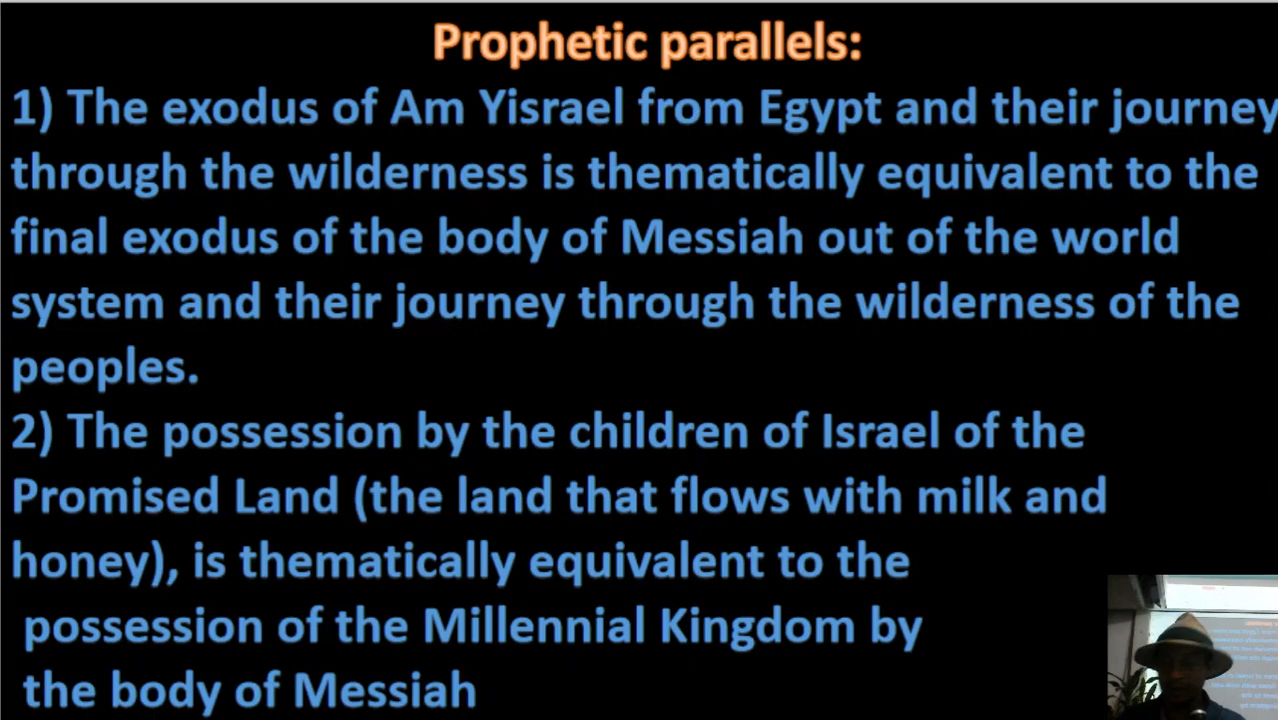 Prophetic parallels:
1) The exodus of Am Yisrael from Egypt and their journey
through the wilderness is thematically equivalent to the
final exodus of the body of Messiah out of the world
system and their journey through the wilderness of the
peoples.
2) The possession by the children of Israel of the
Promised Land (the land that flows with milk and
honey), is thematically equivalent to the
possession of the Millennial Kingdom by
the body of Messiah